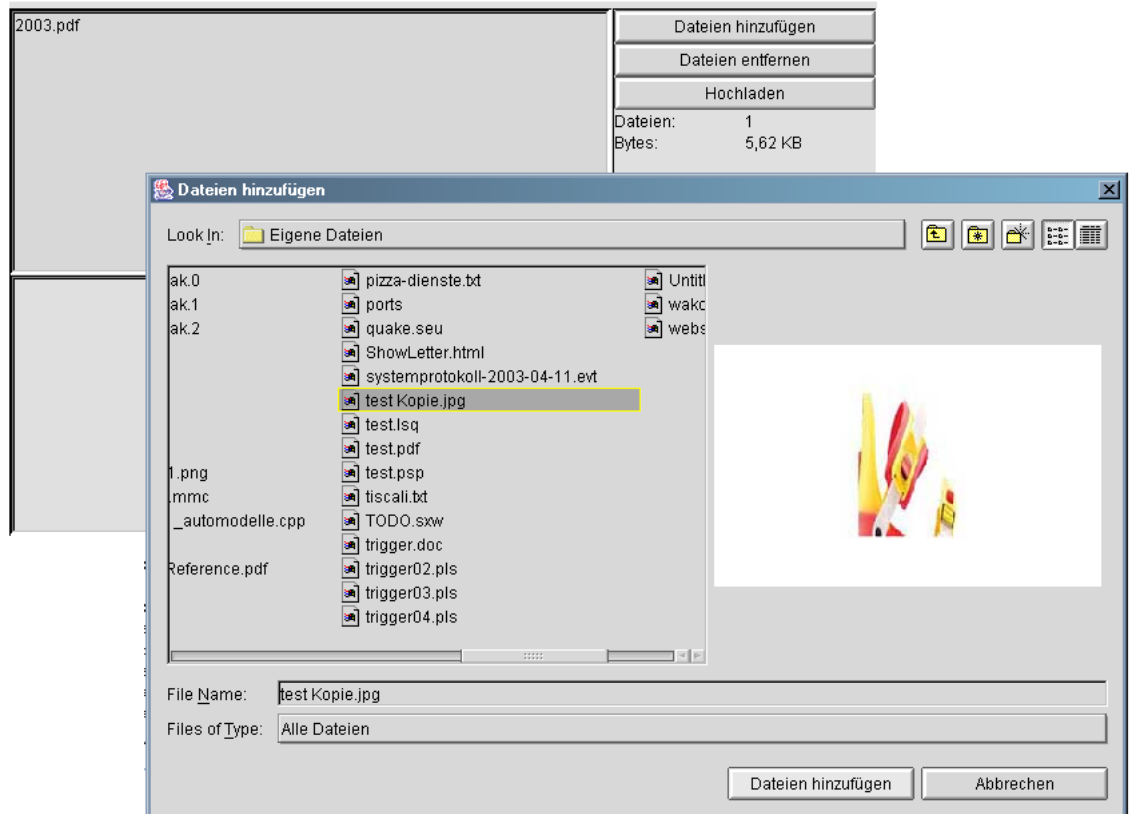 2003.pdf
Dateien hinzufügen
Dateien entfernen
Hochladen
Dateien: 1
Bytes: 5,62 KB
Dateien hinzufügen
Look In: Eigene Dateien
ak.0
ak.1
ak.2
1.png
.mmc
_automodelle.cpp
Reference.pdf
pizza-dienste.txt
ports
quake.seu
ShowLetter.html
systemprotokoll-2003-04-11.evt
test Kopie.jpg
test.lsq
test.pdf
test.psp
tiscali.txt
TODO.sxw
trigger.doc
trigger02.pls
trigger03.pls
trigger04.pls
Untitl
wakc
webs
File Name: test Kopie.jpg
Files of Type: Alle Dateien
Dateien hinzufügen
Abbrechen